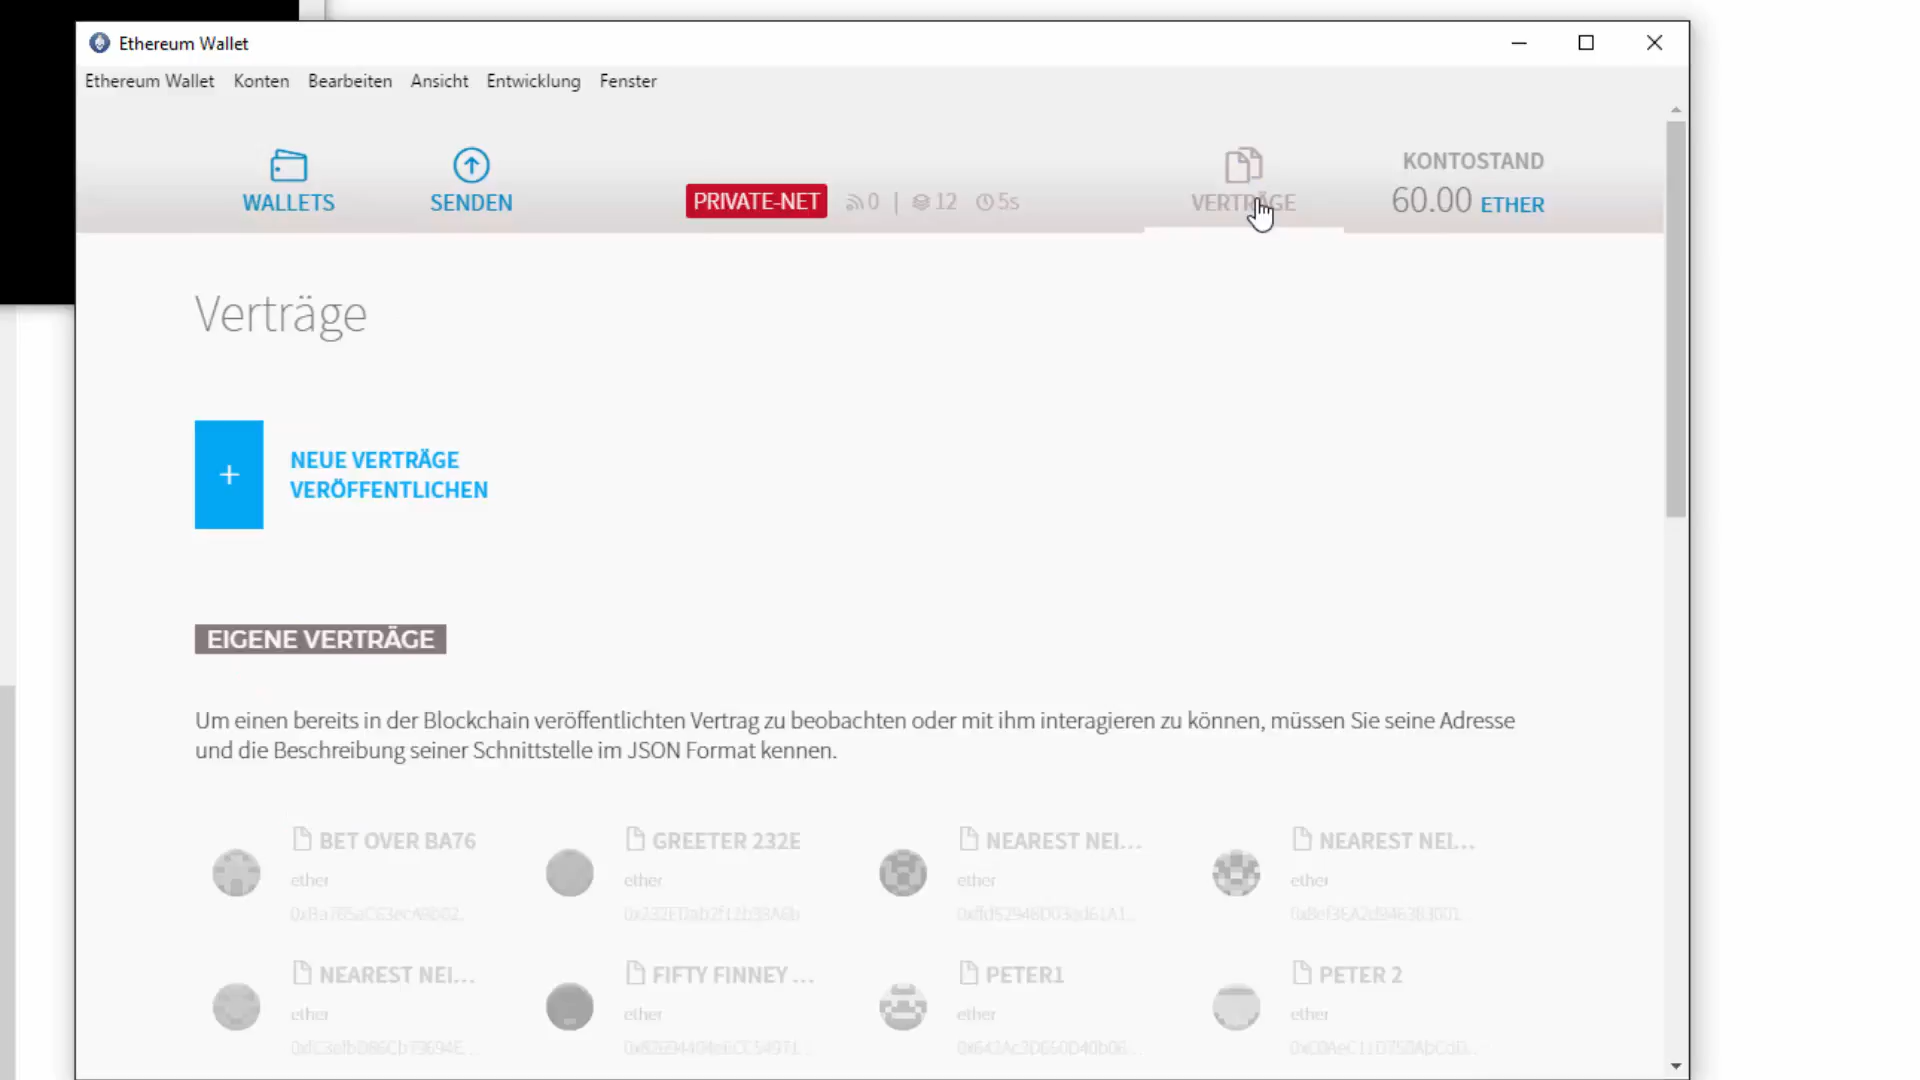 Ethereum Wallet
Ethereum Wallet Konten Bearbeiten Ansicht Entwicklung Fenster
WALLETS
SENDEN
PRIVATE-NET 0 | 12 5s
VERTRÄGE
KONTOSTAND
60.00 ETHER
Verträge
+
NEUE VERTRÄGE
VERÖFFENTLICHEN
EIGENE VERTRÄGE
Um einen bereits in der Blockchain veröffentlichten Vertrag zu beobachten oder mit ihm interagieren zu können, müssen Sie seine Adresse
und die Beschreibung seiner Schnittstelle im JSON Format kennen.
BET OVER BA76
ether
GREETER 232E
ether
NEAREST NEI...
ether
NEAREST NEI...
ether
NEAREST NEI...
ether
FIFTY FINNEY ...
ether
PETER1
ether
PETER 2
ether